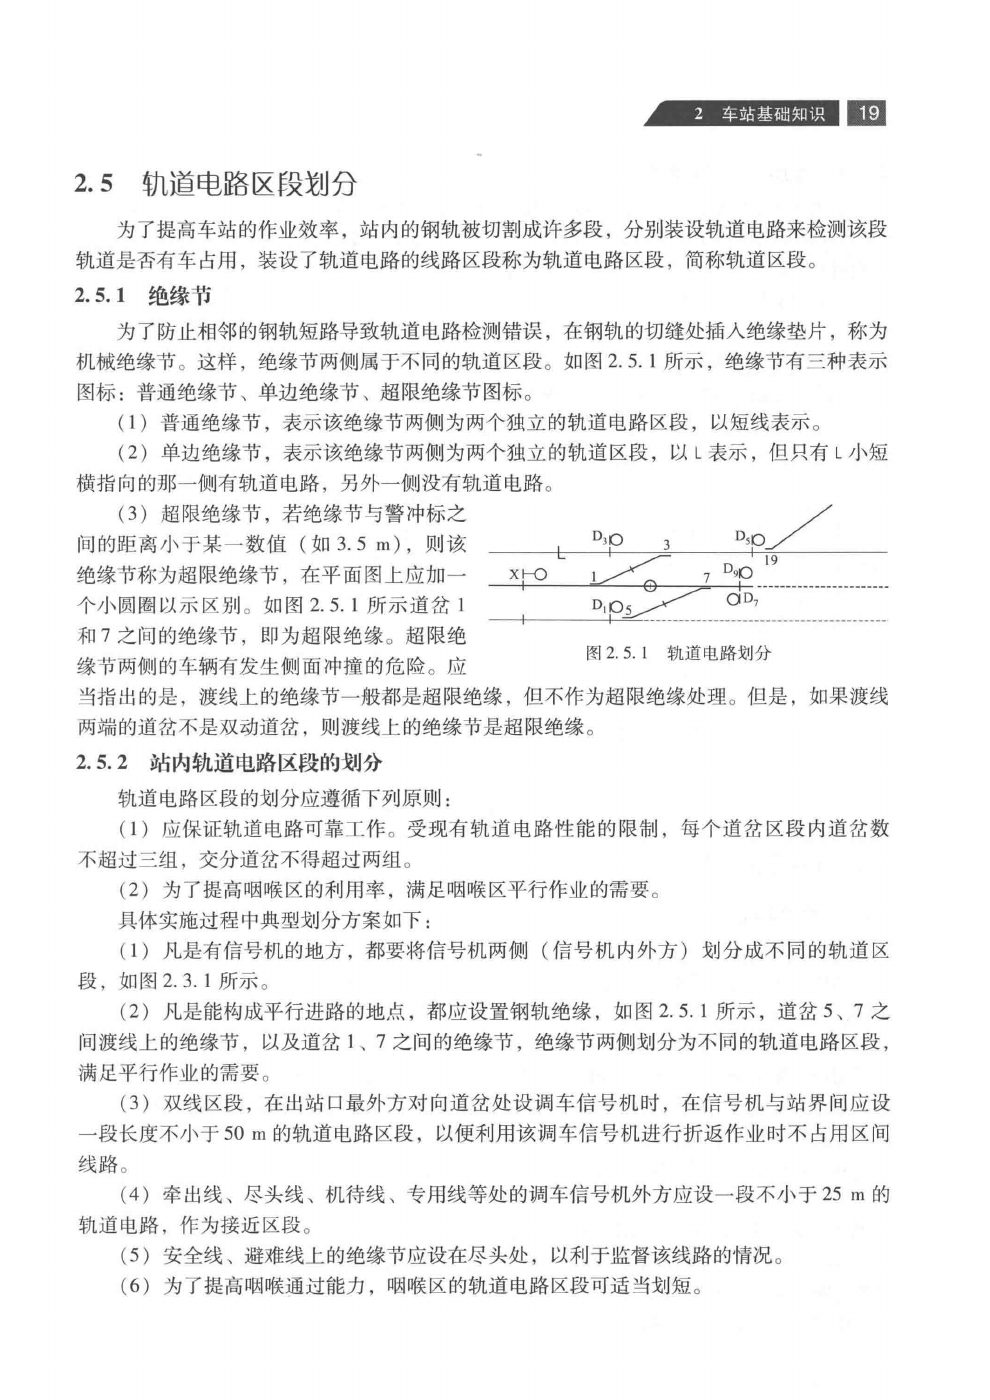 2 车站基础知识 19
2.5 轨道电路区段划分
为了提高车站的作业效率，站内的钢轨被切割成许多段，分别装设轨道电路来检测该段
轨道是否有车占用，装设了轨道电路的线路区段称为轨道电路区段，简称轨道区段。
2.5.1 绝缘节
为了防止相邻的钢轨短路导致轨道电路检测错误，在钢轨的切缝处插入绝缘垫片，称为
机械绝缘节。这样，绝缘节两侧属于不同的轨道区段。如图2.5.1所示，绝缘节有三种表示
图标：普通绝缘节、单边绝缘节、超限绝缘节图标。
（1）普通绝缘节，表示该绝缘节两侧为两个独立的轨道电路区段，以短线表示。
（2）单边绝缘节，表示该绝缘节两侧为两个独立的轨道区段，以L表示，但只有L小短
横指向的那一侧有轨道电路，另外一侧没有轨道电路。
（3）超限绝缘节，若绝缘节与警冲标之
间的距离小于某一数值（如3.5 m），则该
绝缘节称为超限绝缘节，在平面图上应加一
个小圆圈以示区别。如图2.5.1所示道岔1
和7之间的绝缘节，即为超限绝缘。超限绝
缘节两侧的车辆有发生侧面冲撞的危险。应
D3 3 D5 19
X 1 7 D9
D1 5 D7
图2.5.1 轨道电路划分
当指出的是，渡线上的绝缘节一般都是超限绝缘，但不作为超限绝缘处理。但是，如果渡线
两端的道岔不是双动道岔，则渡线上的绝缘节是超限绝缘。
2.5.2 站内轨道电路区段的划分
轨道电路区段的划分应遵循下列原则：
（1）应保证轨道电路可靠工作。受现有轨道电路性能的限制，每个道岔区段内道岔数
不超过三组，交分道岔不得超过两组。
（2）为了提高咽喉区的利用率，满足咽喉区平行作业的需要。
具体实施过程中典型划分方案如下：
（1）凡是有信号机的地方，都要将信号机两侧（信号机内外方）划分成不同的轨道区
段，如图2.3.1所示。
（2）凡是能构成平行进路的地点，都应设置钢轨绝缘，如图2.5.1所示，道岔5、7之
间渡线上的绝缘节，以及道岔1、7之间的绝缘节，绝缘节两侧划分为不同的轨道电路区段，
满足平行作业的需要。
（3）双线区段，在出站口最外方对向道岔处设调车信号机时，在信号机与站界间应设
一段长度不小于50 m的轨道电路区段，以便利用该调车信号机进行折返作业时不占用区间
线路。
（4）牵出线、尽头线、机待线、专用线等处的调车信号机外方应设一段不小于25 m的
轨道电路，作为接近区段。
（5）安全线、避难线上的绝缘节应设在尽头处，以利于监督该线路的情况。
（6）为了提高咽喉通过能力，咽喉区的轨道电路区段可适当划短。